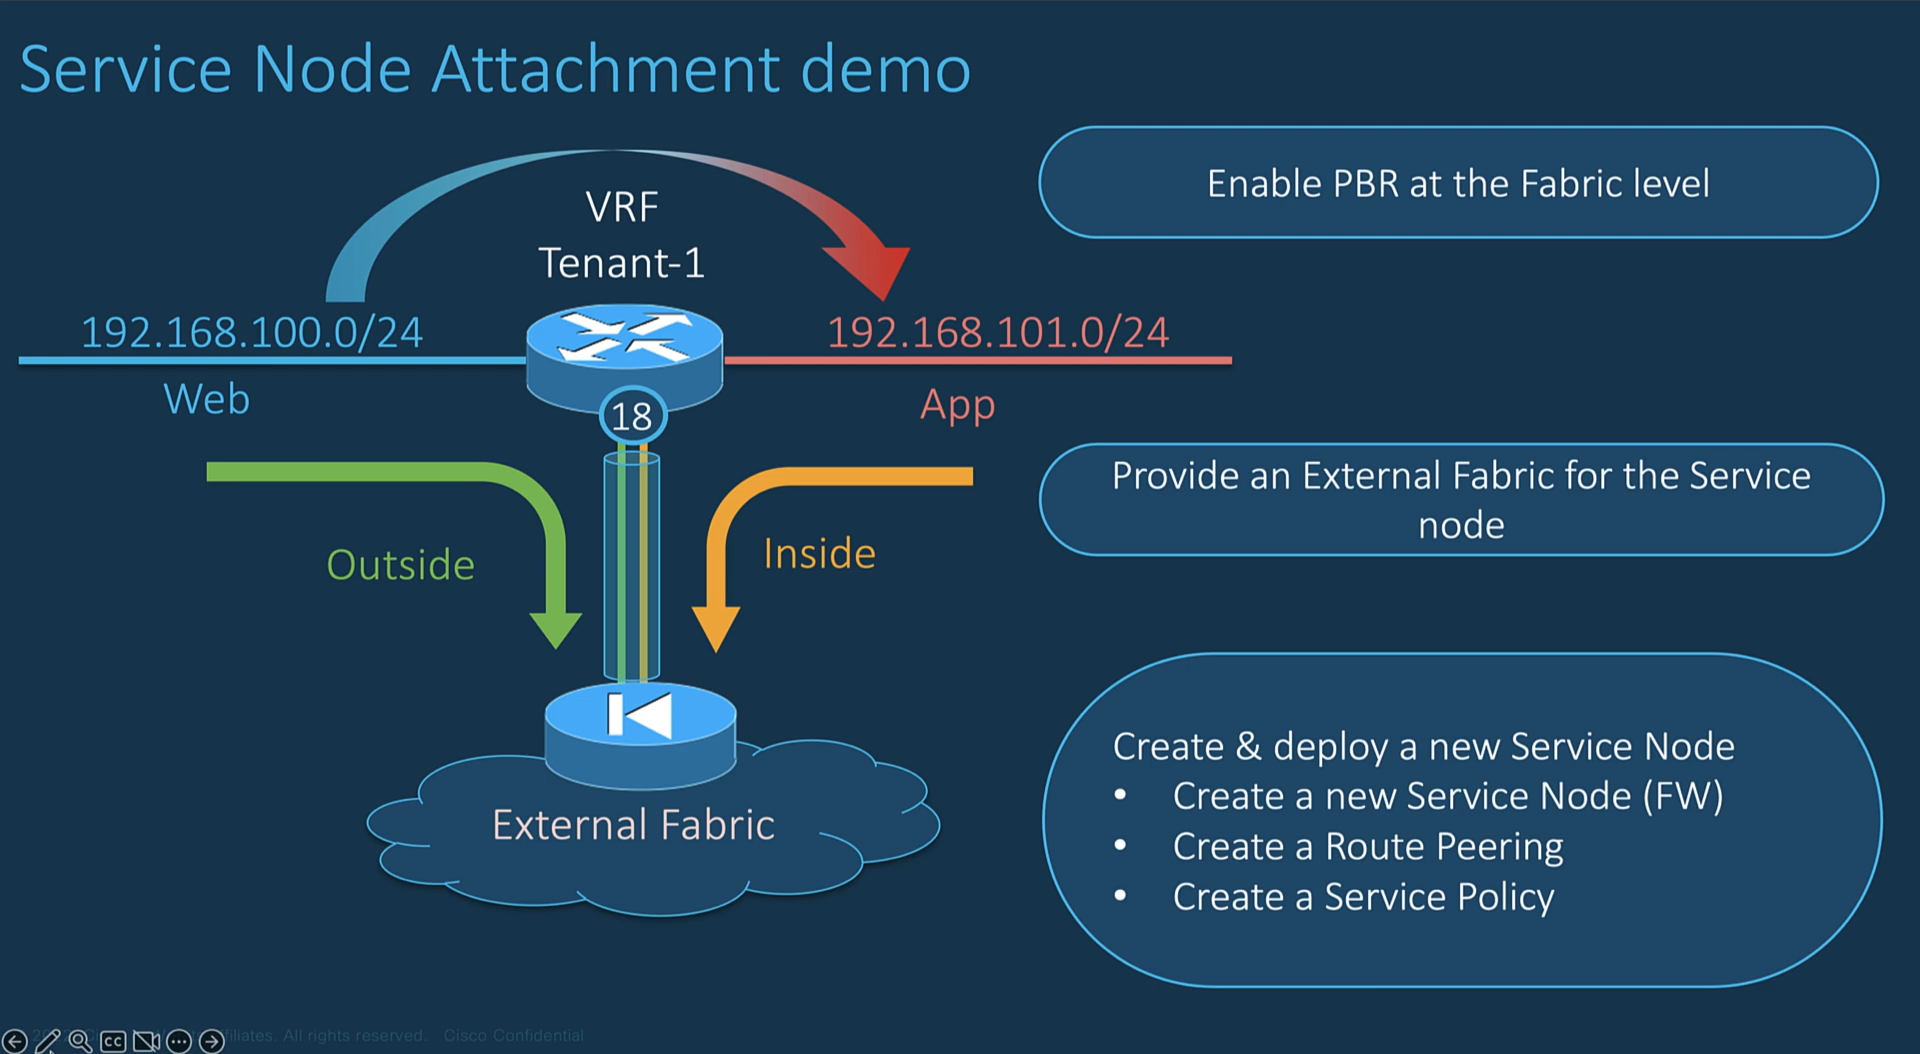 Service Node Attachment demo
Enable PBR at the Fabric level
VRF
Tenant-1
192.168.100.0/24
192.168.101.0/24
Web
App
18
Provide an External Fabric for the Service
node
Outside
Inside
Create & deploy a new Service Node
• Create a new Service Node (FW)
• Create a Route Peering
• Create a Service Policy
External Fabric
All rights reserved. Cisco Confidential
CC